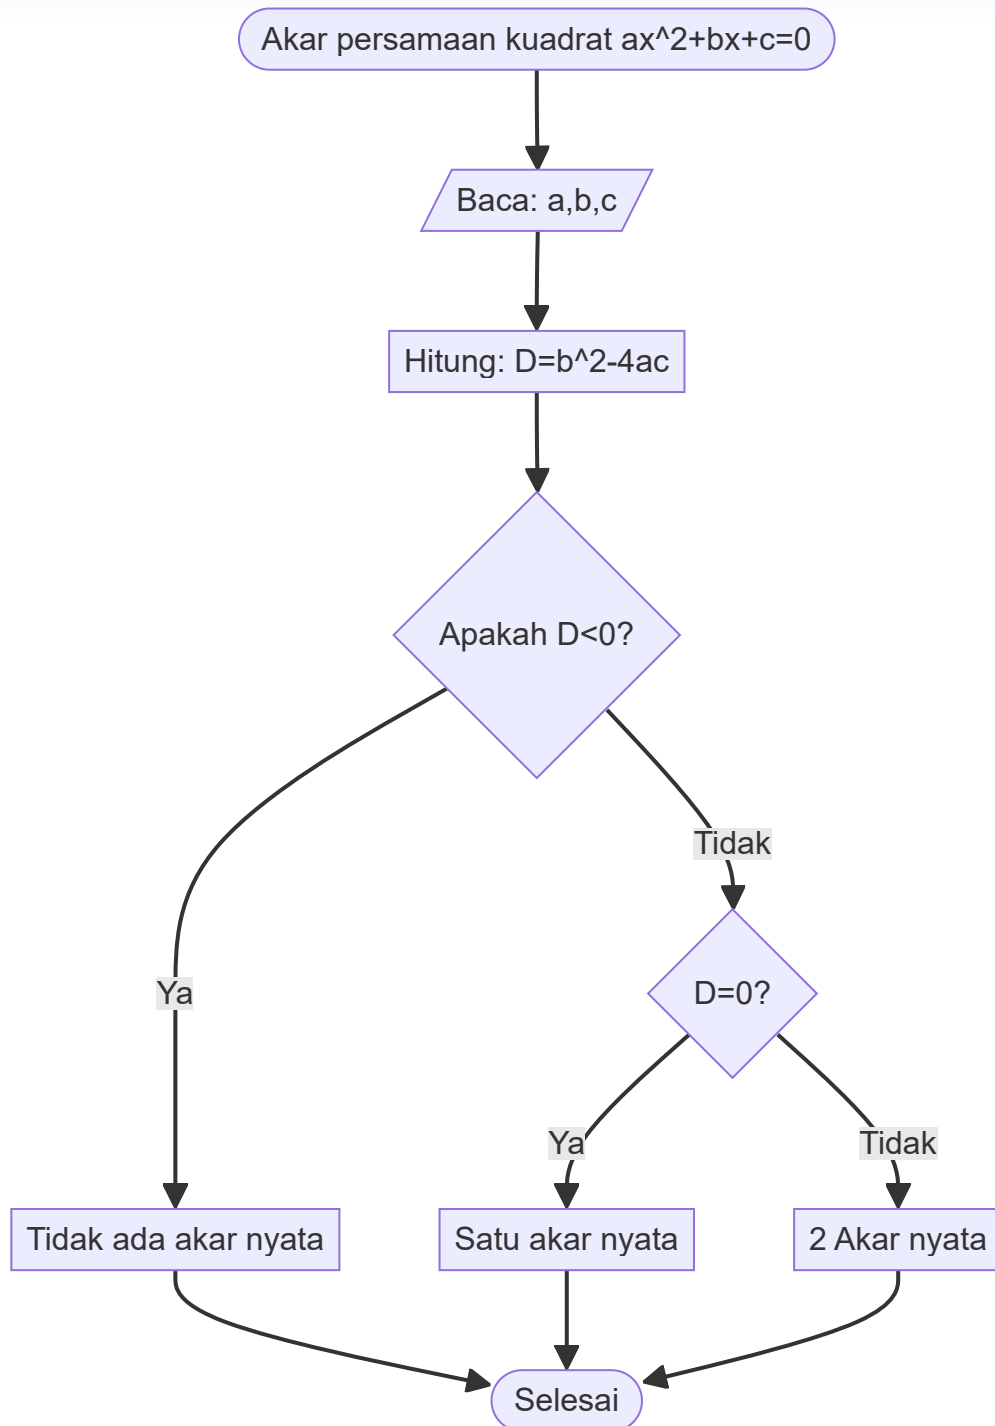 Akar persamaan kuadrat ax^2+bx+c=0
Baca: a,b,c
Hitung: D=b^2-4ac
Apakah D<0?
Tidak
Ya
D=0?
Ya
Tidak
Tidak ada akar nyata
Satu akar nyata
2 Akar nyata
Selesai